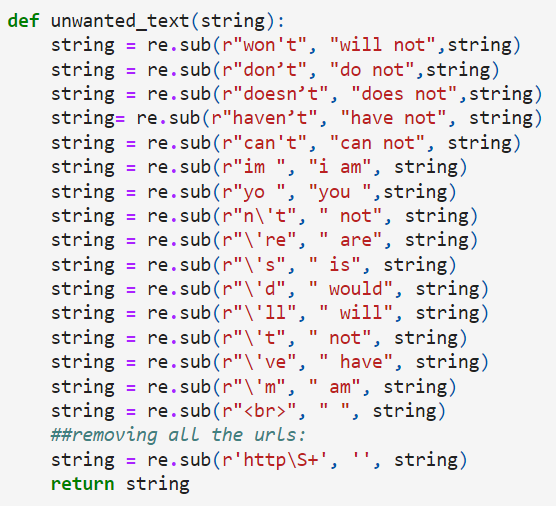 def unwanted_text(string):
    string = re.sub(r"won't", "will not",string)
    string = re.sub(r"don’t", "do not",string)
    string = re.sub(r"doesn’t", "does not",string)
    string= re.sub(r"haven’t", "have not", string)
    string = re.sub(r"can't", "can not", string)
    string = re.sub(r"im ", "i am", string)
    string = re.sub(r"yo ", "you ",string)
    string = re.sub(r"n\'t", " not", string)
    string = re.sub(r"\'re", " are", string)
    string = re.sub(r"\'s", " is", string)
    string = re.sub(r"\'d", " would", string)
    string = re.sub(r"\'ll", " will", string)
    string = re.sub(r"\'t", " not", string)
    string = re.sub(r"\'ve", " have", string)
    string = re.sub(r"\'m", " am", string)
    string = re.sub(r"<br>", " ", string)
    ##removing all the urls:
    string = re.sub(r'http\S+', '', string)
    return string